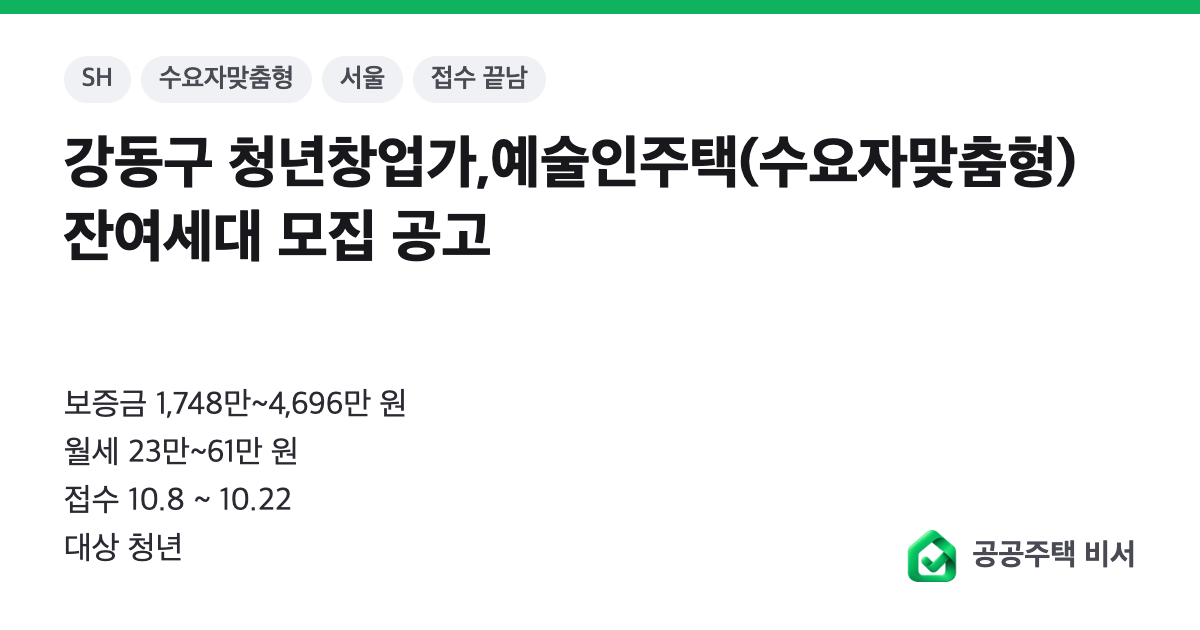 SH 수요자맞춤형 서울 접수 끝남
강동구 청년창업가,예술인주택(수요자맞춤형)
잔여세대 모집 공고
보증금 1,748만~4,696만 원
월세 23만~61만 원
접수 10.8 ~ 10.22
대상 청년
공공주택 비서